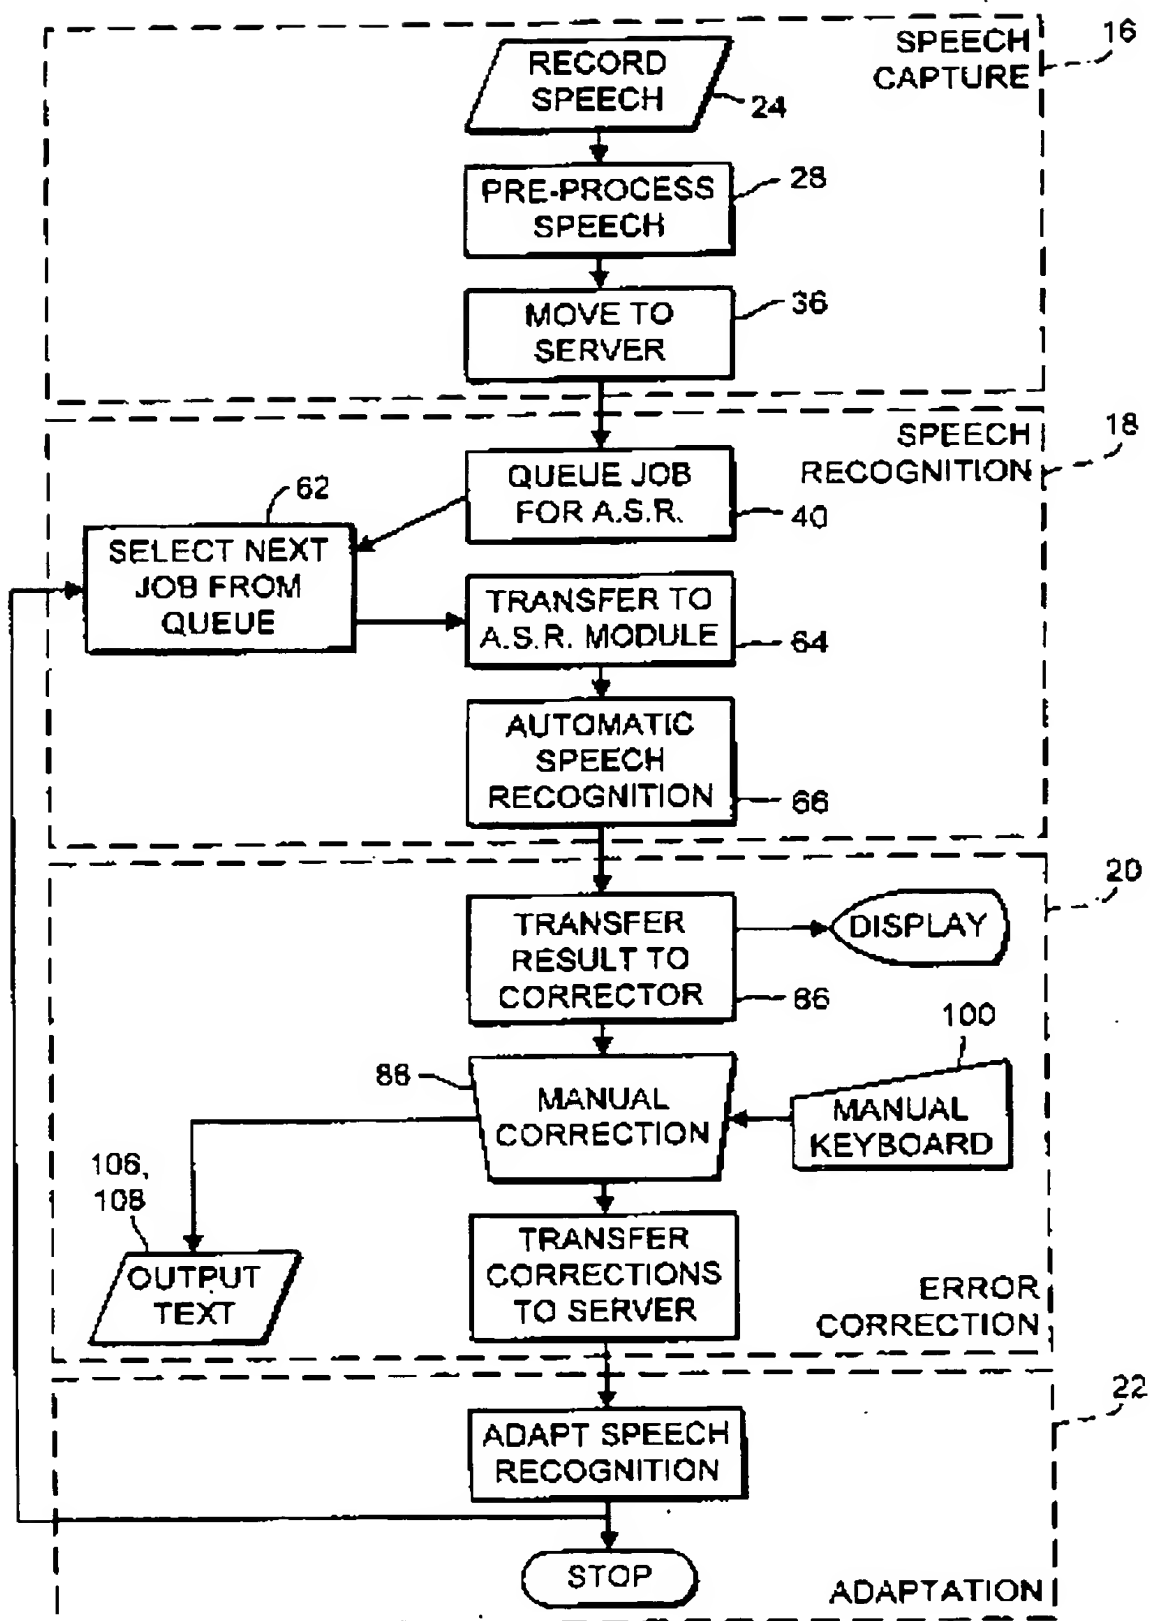 SPEECH
CAPTURE
16
RECORD
SPEECH
24
PRE-PROCESS
SPEECH
28
MOVE TO
SERVER
36
SPEECH
RECOGNITION
18
QUEUE JOB
FOR A.S.R.
40
62
SELECT NEXT
JOB FROM
QUEUE
TRANSFER TO
A.S.R. MODULE
64
AUTOMATIC
SPEECH
RECOGNITION
66
20
TRANSFER
RESULT TO
CORRECTOR
86
DISPLAY
88
MANUAL
CORRECTION
100
MANUAL
KEYBOARD
106,
108
OUTPUT
TEXT
TRANSFER
CORRECTIONS
TO SERVER
ERROR
CORRECTION
22
ADAPT SPEECH
RECOGNITION
STOP
ADAPTATION